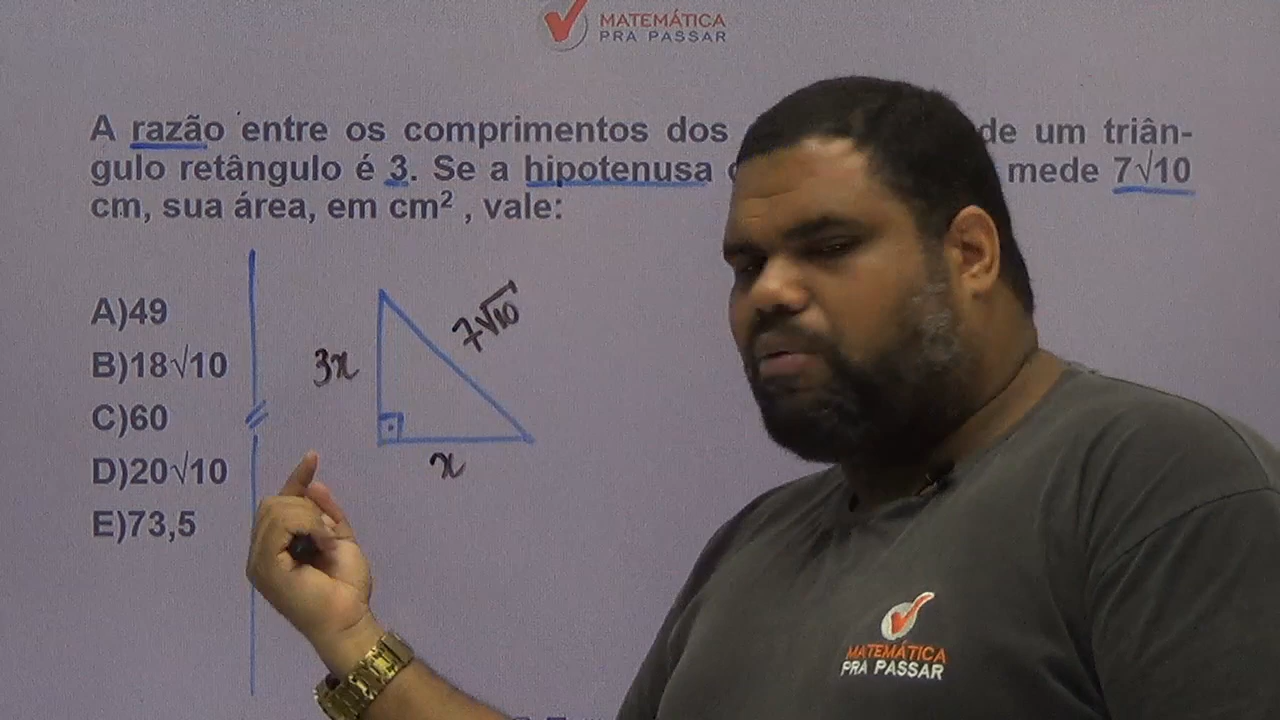 MATEMÁTICA
PRA PASSAR
A razão entre os comprimentos dos de um triân-
gulo retângulo é 3. Se a hipotenusa mede 7√10
cm, sua área, em cm², vale:
A)49
B)18√10
C)60
D)20√10
E)73,5
3x
7√10
x
MATEMÁTICA
PRA PASSAR